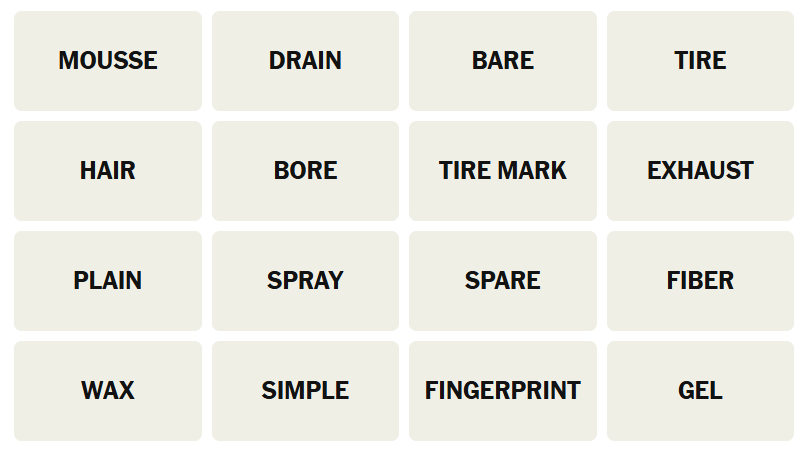 MOUSSE DRAIN BARE TIRE
HAIR BORE TIRE MARK EXHAUST
PLAIN SPRAY SPARE FIBER
WAX SIMPLE FINGERPRINT GEL